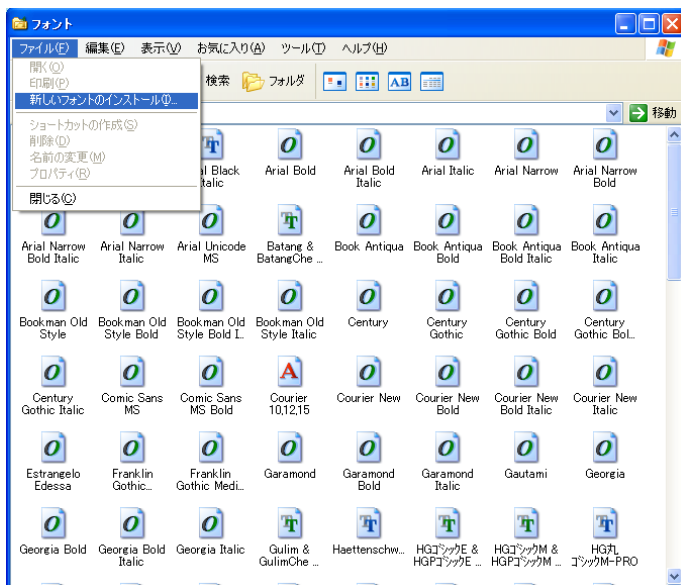 フォント
ファイル(F) 編集(E) 表示(V) お気に入り(A) ツール(T) ヘルプ(H)
開く(O)
印刷(P)
新しいフォントのインストール(I)...
ショートカットの作成(S)
削除(D)
名前の変更(M)
プロパティ(R)
閉じる(C)
検索 フォルダ AB
移動
al Black Italic
Arial Bold
Arial Bold Italic
Arial Italic
Arial Narrow
Arial Narrow Bold
Arial Narrow Bold Italic
Arial Narrow Italic
Arial Unicode MS
Batang & BatangChe ...
Book Antiqua
Book Antiqua Bold
Book Antiqua Bold Italic
Book Antiqua Italic
Bookman Old Style
Bookman Old Style Bold
Bookman Old Style Bold I...
Bookman Old Style Italic
Century
Century Gothic
Century Gothic Bold
Century Gothic Bol...
Century Gothic Italic
Comic Sans MS
Comic Sans MS Bold
Courier 10,12,15
Courier New
Courier New Bold
Courier New Bold Italic
Courier New Italic
Estrangelo Edessa
Franklin Gothic...
Franklin Gothic Medi...
Garamond
Garamond Bold
Garamond Italic
Gautami
Georgia
Georgia Bold
Georgia Bold Italic
Georgia Italic
Gulim & GulimChe ...
Haettenschw...
HGｺﾞｼｯｸE & HGPｺﾞｼｯｸE ...
HGｺﾞｼｯｸM & HGPｺﾞｼｯｸM ...
HG丸ｺﾞｼｯｸM-PRO